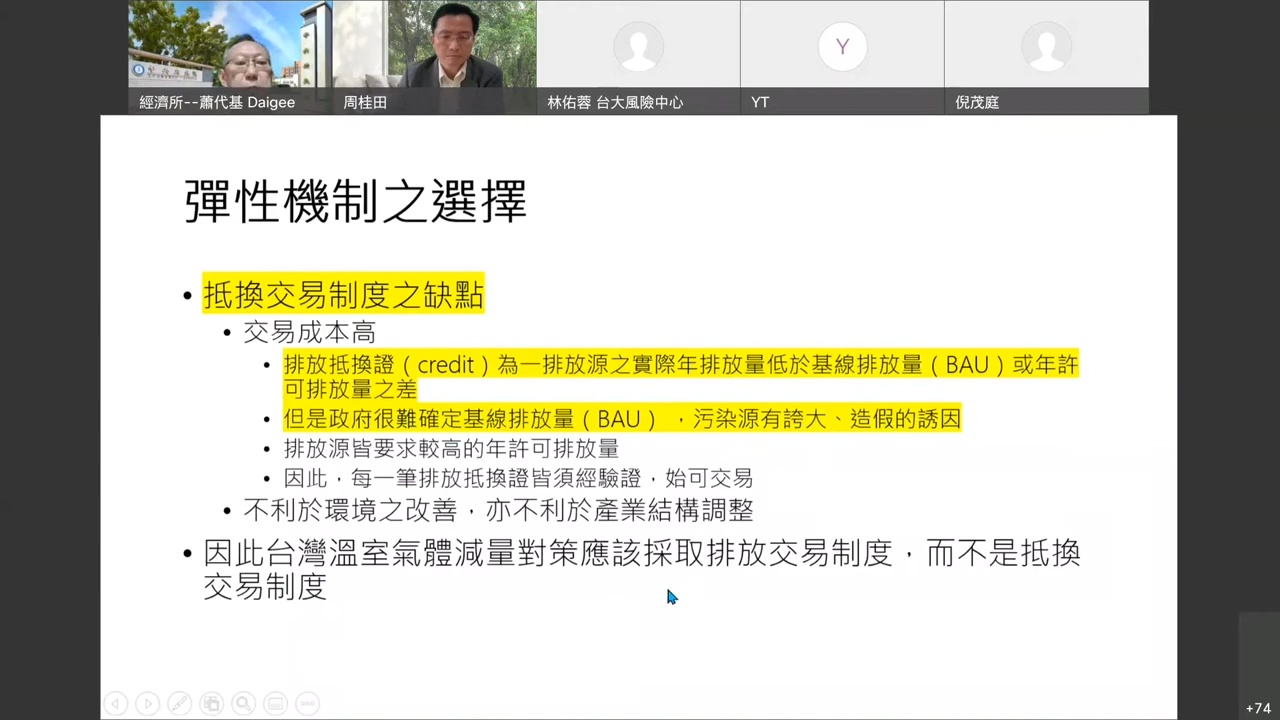 經濟所--蕭代基 Daigee
周桂田
林佑蓉 台大風險中心
Y
YT
倪茂庭
彈性機制之選擇
• 抵換交易制度之缺點
• 交易成本高
• 排放抵換證（credit）為一排放源之實際年排放量低於基線排放量（BAU）或年許
可排放量之差
• 但是政府很難確定基線排放量（BAU），污染源有誇大、造假的誘因
• 排放源皆要求較高的年許可排放量
• 因此，每一筆排放抵換證皆須經驗證，始可交易
• 不利於環境之改善，亦不利於產業結構調整
• 因此台灣溫室氣體減量對策應該採取排放交易制度，而不是抵換
交易制度
+74